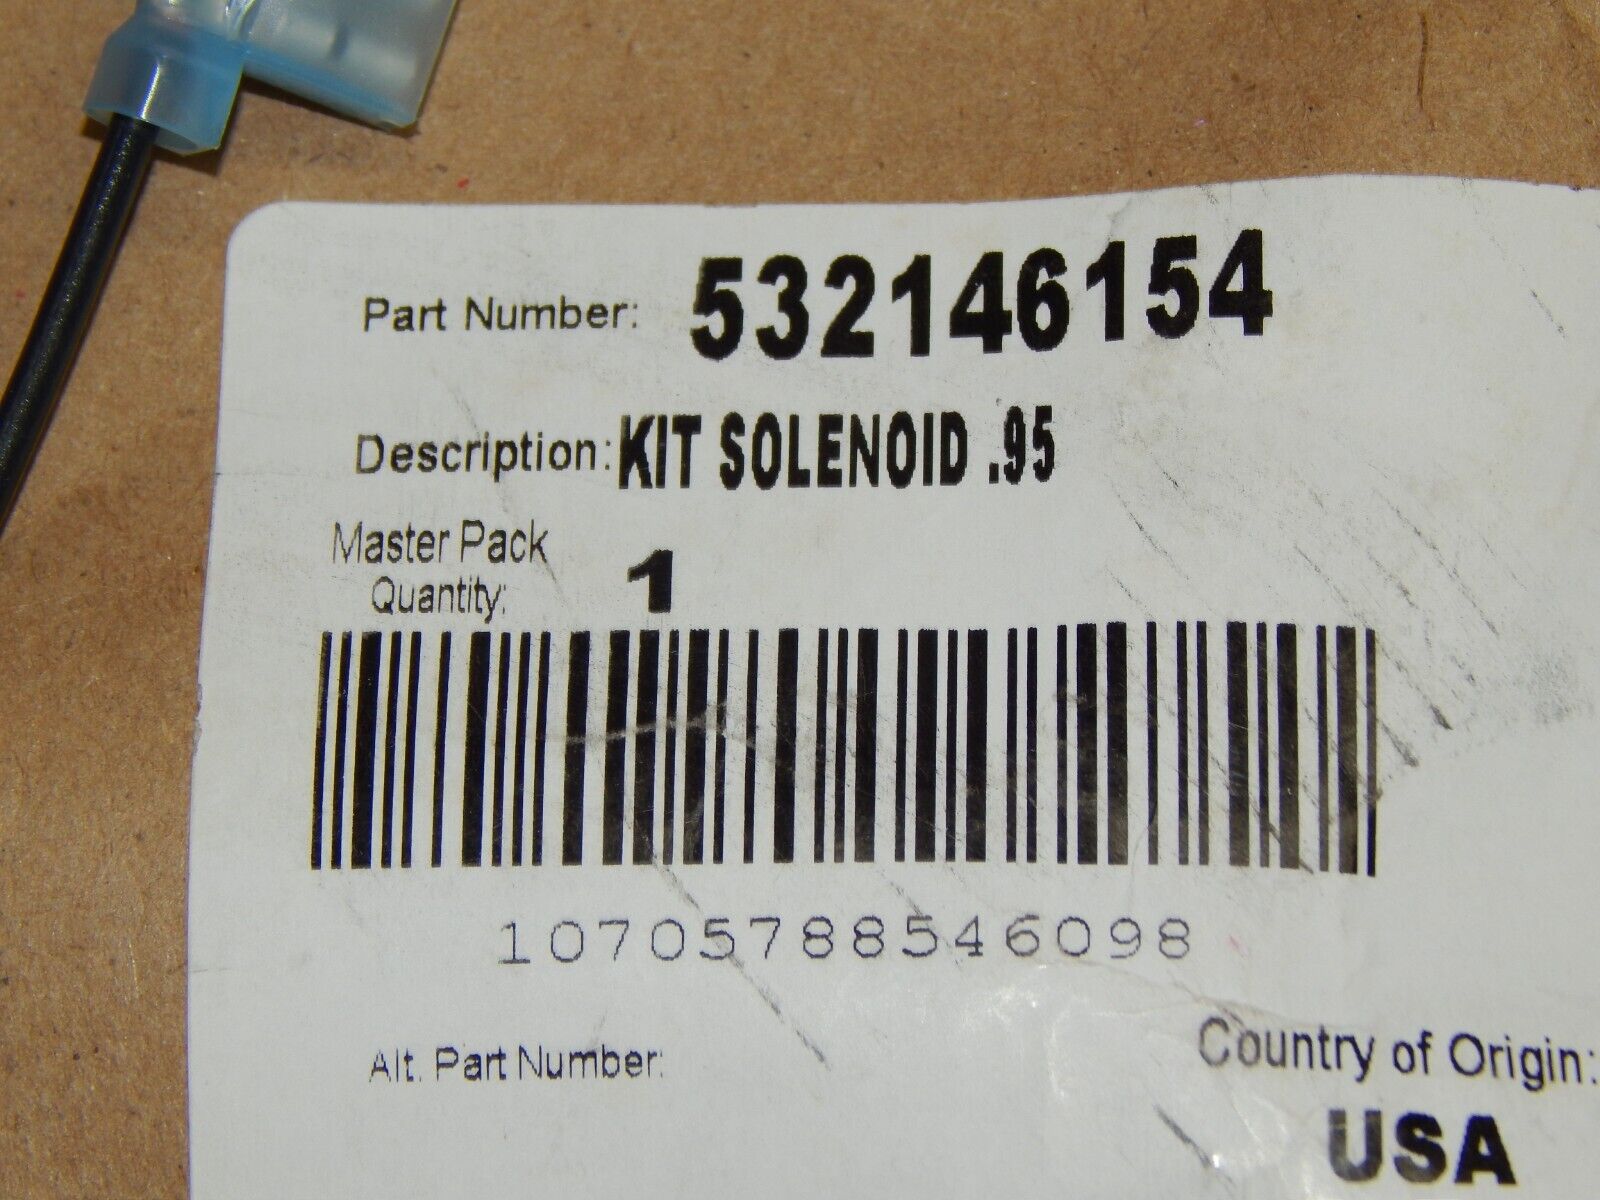 Part Number: 532146154
Description: KIT SOLENOID .95
Master Pack
Quantity: 1
10705788546098
Alt. Part Number:
Country of Origin:
USA